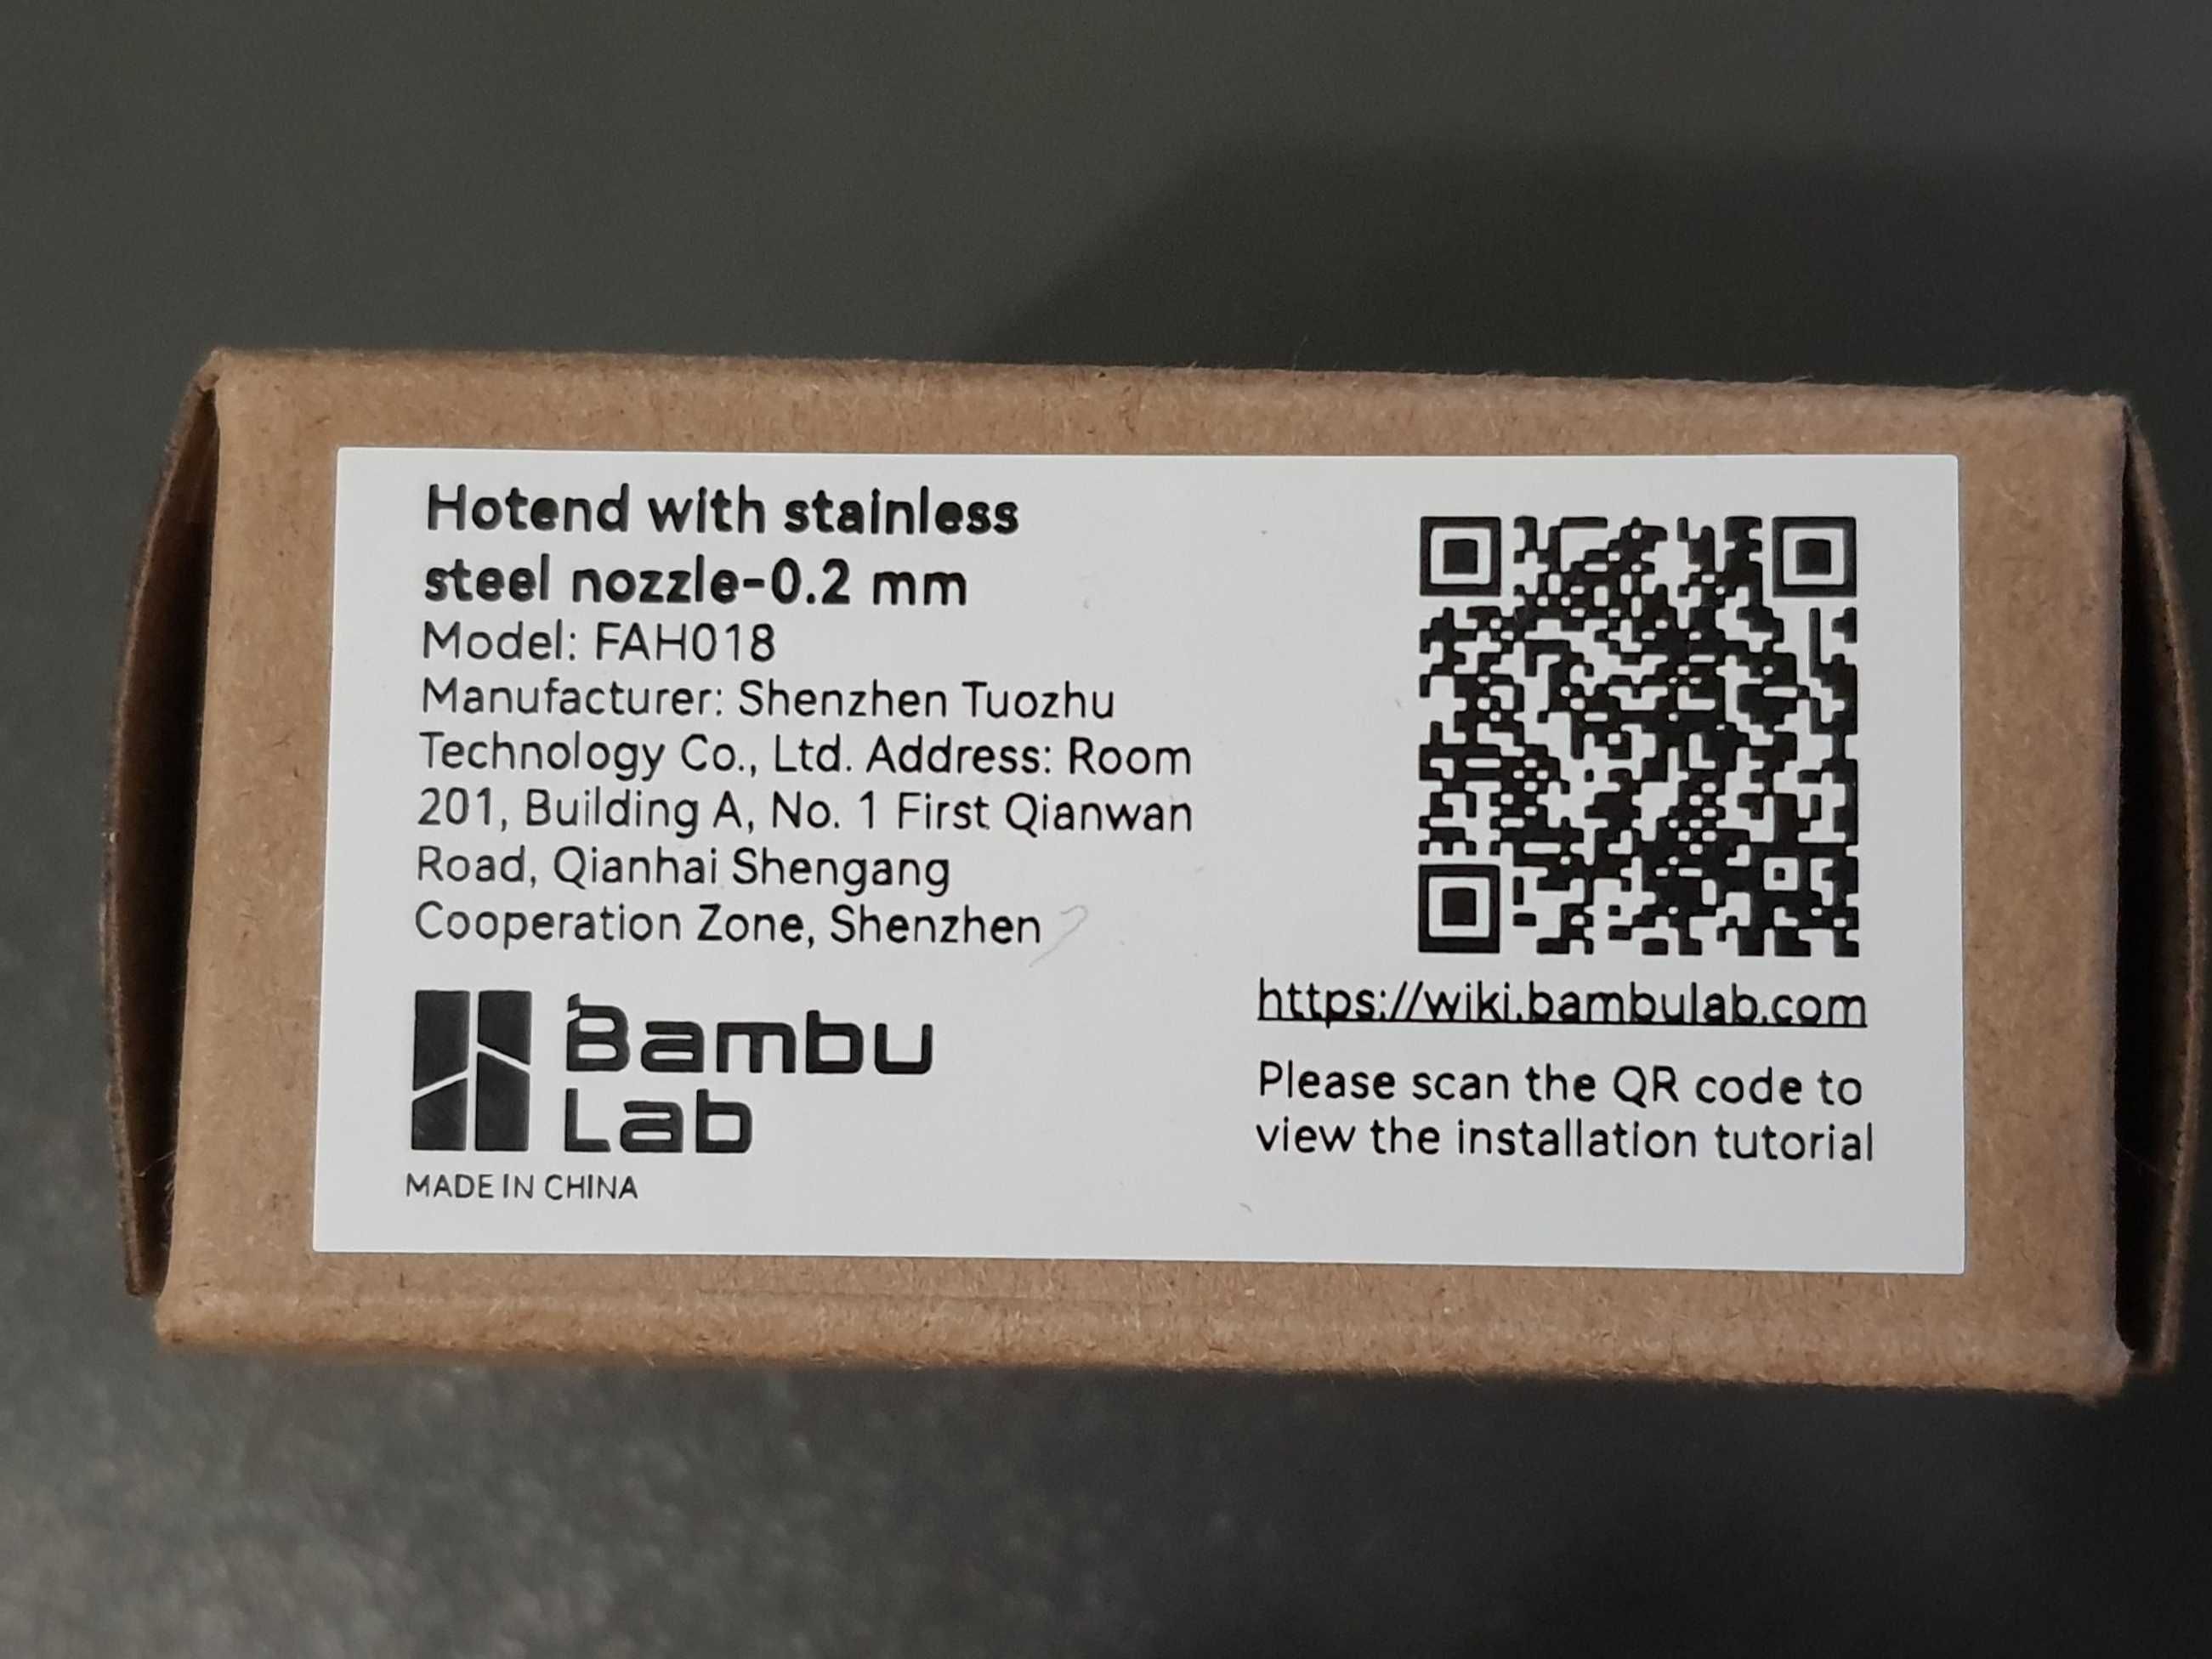 Hotend with stainless
steel nozzle-0.2 mm
Model: FAH018
Manufacturer: Shenzhen Tuozhu
Technology Co., Ltd. Address: Room
201, Building A, No. 1 First Qianwan
Road, Qianhai Shengang
Cooperation Zone, Shenzhen
Bambu
Lab
MADE IN CHINA
https://wiki.bambulab.com
Please scan the QR code to
view the installation tutorial